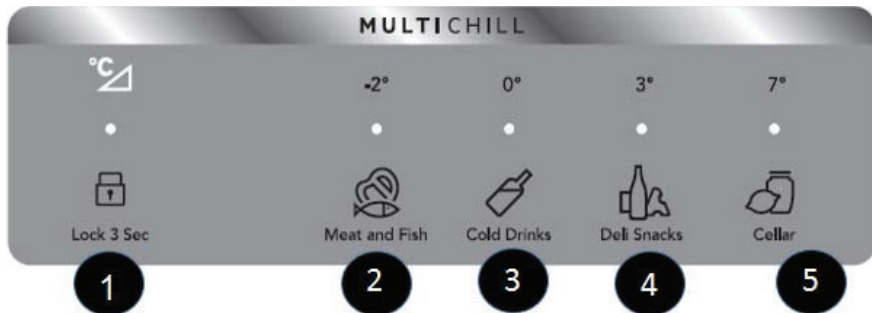 MULTICHILL
°C
-2° 0° 3° 7°
Lock 3 Sec Meat and Fish Cold Drinks Deli Snacks Cellar
1 2 3 4 5